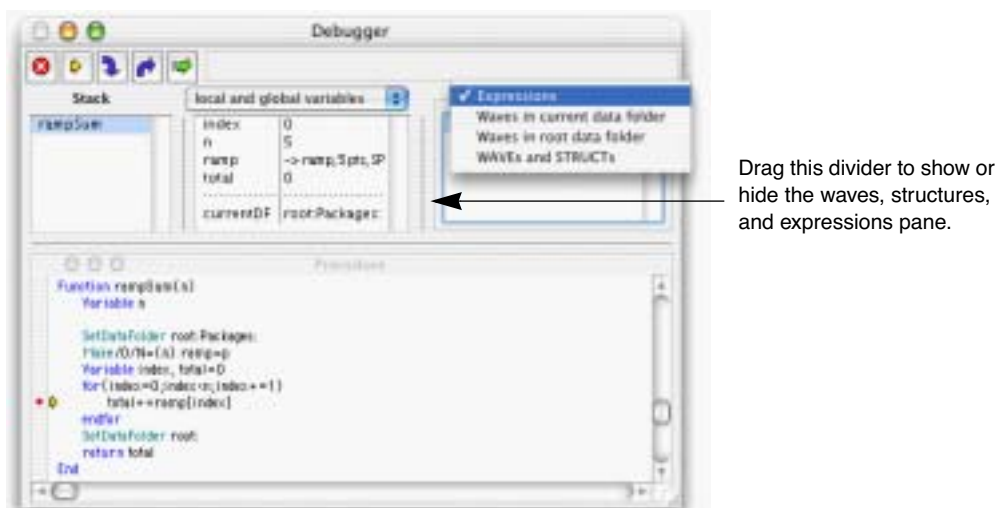 Debugger
Stack
local and global variables
✓ Expressions
Waves in current data folder
Waves in root data folder
WAVEs and STRUCTs
rampSum
index 0
n 5
ramp -> ramp, 5 pts, SP
total 0
currentDF root:Packages:
Drag this divider to show or
hide the waves, structures,
and expressions pane.
Procedure
Function rampSum(n)
Variable n
SetDataFolder root:Packages:
Make/O/N=(n) ramp=p
Variable index, total=0
for(index=0;index<n;index+=1)
total+=ramp[index]
endfor
SetDataFolder root:
return total
End